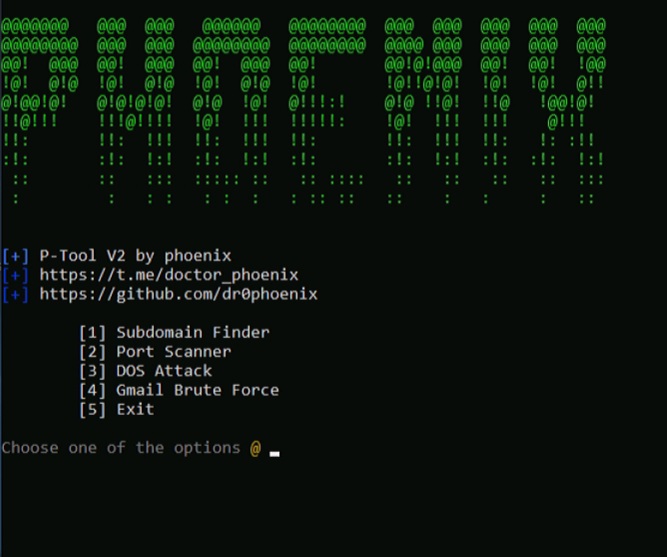 PHOENIX
[+] P-Tool V2 by phoenix
[+] https://t.me/doctor_phoenix
[+] https://github.com/dr0phoenix
[1] Subdomain Finder
[2] Port Scanner
[3] DOS Attack
[4] Gmail Brute Force
[5] Exit
Choose one of the options @